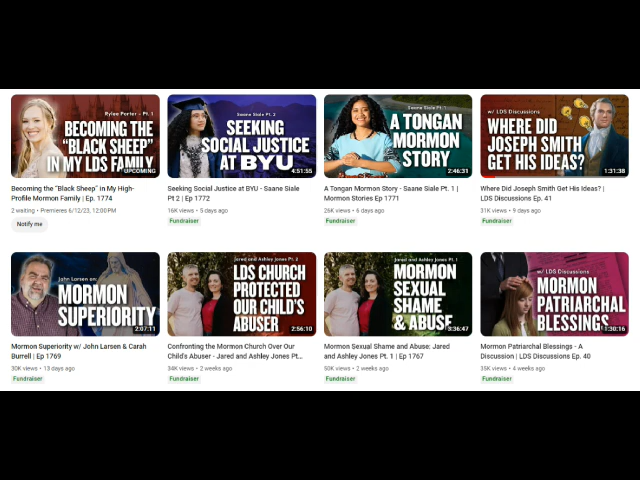 Rylee Porter - Pt. 1
BECOMING THE
"BLACK SHEEP"
IN MY LDS FAMILY
UPCOMING
Becoming the "Black Sheep" in My High-
Profile Mormon Family | Ep. 1774
2 waiting • Premieres 6/12/23, 12:00 PM
Notify me
Saane Siale Pt. 2
SEEKING
SOCIAL JUSTICE
AT BYU
4:51:55
Seeking Social Justice at BYU - Saane Siale
Pt 2 | Ep 1772
16K views • 5 days ago
Fundraiser
Saane Siale Pt. 1
A TONGAN
MORMON
STORY
2:46:31
A Tongan Mormon Story - Saane Siale Pt. 1 |
Mormon Stories Ep 1771
26K views • 6 days ago
Fundraiser
w/ LDS Discussions
WHERE DID
JOSEPH SMITH
GET HIS IDEAS?
1:31:38
Where Did Joseph Smith Get His Ideas? |
LDS Discussions Ep. 41
31K views • 9 days ago
Fundraiser
John Larsen on:
MORMON
SUPERIORITY
2:07:11
Mormon Superiority w/ John Larsen & Carah
Burrell | Ep 1769
30K views • 13 days ago
Fundraiser
Jared and Ashley Jones Pt. 2
LDS CHURCH
PROTECTED
OUR CHILD'S
ABUSER
2:56:10
Confronting the Mormon Church Over Our
Child's Abuser - Jared and Ashley Jones Pt...
34K views • 2 weeks ago
Fundraiser
Jared and Ashley Jones Pt. 1
MORMON
SEXUAL
SHAME
& ABUSE
3:36:47
Mormon Sexual Shame and Abuse: Jared
and Ashley Jones Pt. 1 | Ep 1767
50K views • 2 weeks ago
Fundraiser
w/ LDS Discussions
MORMON
PATRIARCHAL
BLESSINGS
1:30:16
Mormon Patriarchal Blessings - A
Discussion | LDS Discussions Ep. 40
35K views • 4 weeks ago
Fundraiser